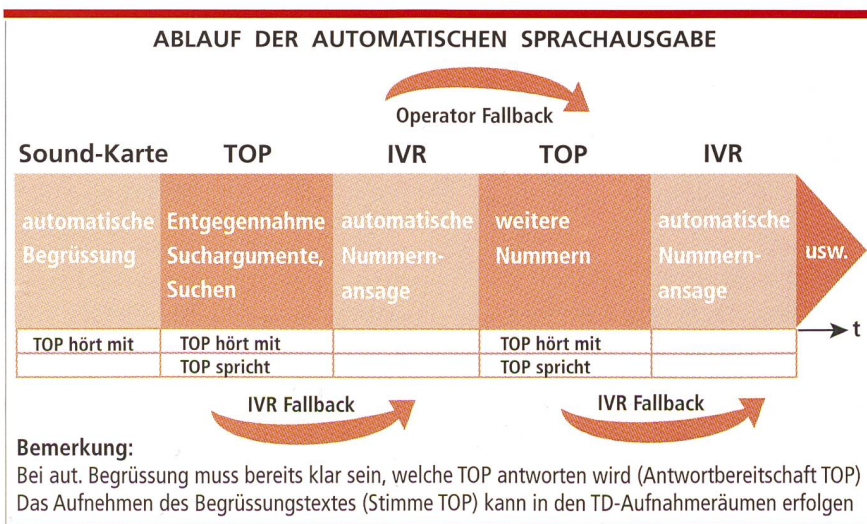 ABLAUF DER AUTOMATISCHEN SPRACHAUSGABE
Operator Fallback
Sound-Karte TOP IVR TOP IVR
automatische Begrüssung
Entgegennahme Suchargumente, Suchen
automatische Nummern-ansage
weitere Nummern
automatische Nummern-ansage
usw.
t
TOP hört mit TOP hört mit TOP hört mit
TOP spricht TOP spricht
IVR Fallback IVR Fallback
Bemerkung:
Bei aut. Begrüssung muss bereits klar sein, welche TOP antworten wird (Antwortbereitschaft TOP)
Das Aufnehmen des Begrüssungstextes (Stimme TOP) kann in den TD-Aufnahmeräumen erfolgen